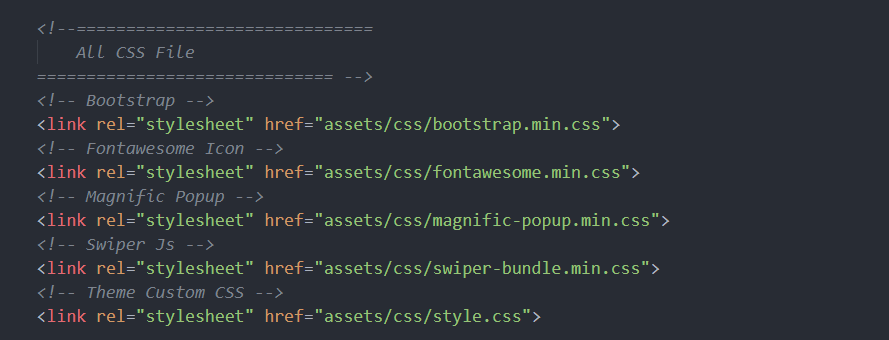 <!--==============================
All CSS File
============================== -->
<!-- Bootstrap -->
<link rel="stylesheet" href="assets/css/bootstrap.min.css">
<!-- Fontawesome Icon -->
<link rel="stylesheet" href="assets/css/fontawesome.min.css">
<!-- Magnific Popup -->
<link rel="stylesheet" href="assets/css/magnific-popup.min.css">
<!-- Swiper Js -->
<link rel="stylesheet" href="assets/css/swiper-bundle.min.css">
<!-- Theme Custom CSS -->
<link rel="stylesheet" href="assets/css/style.css">